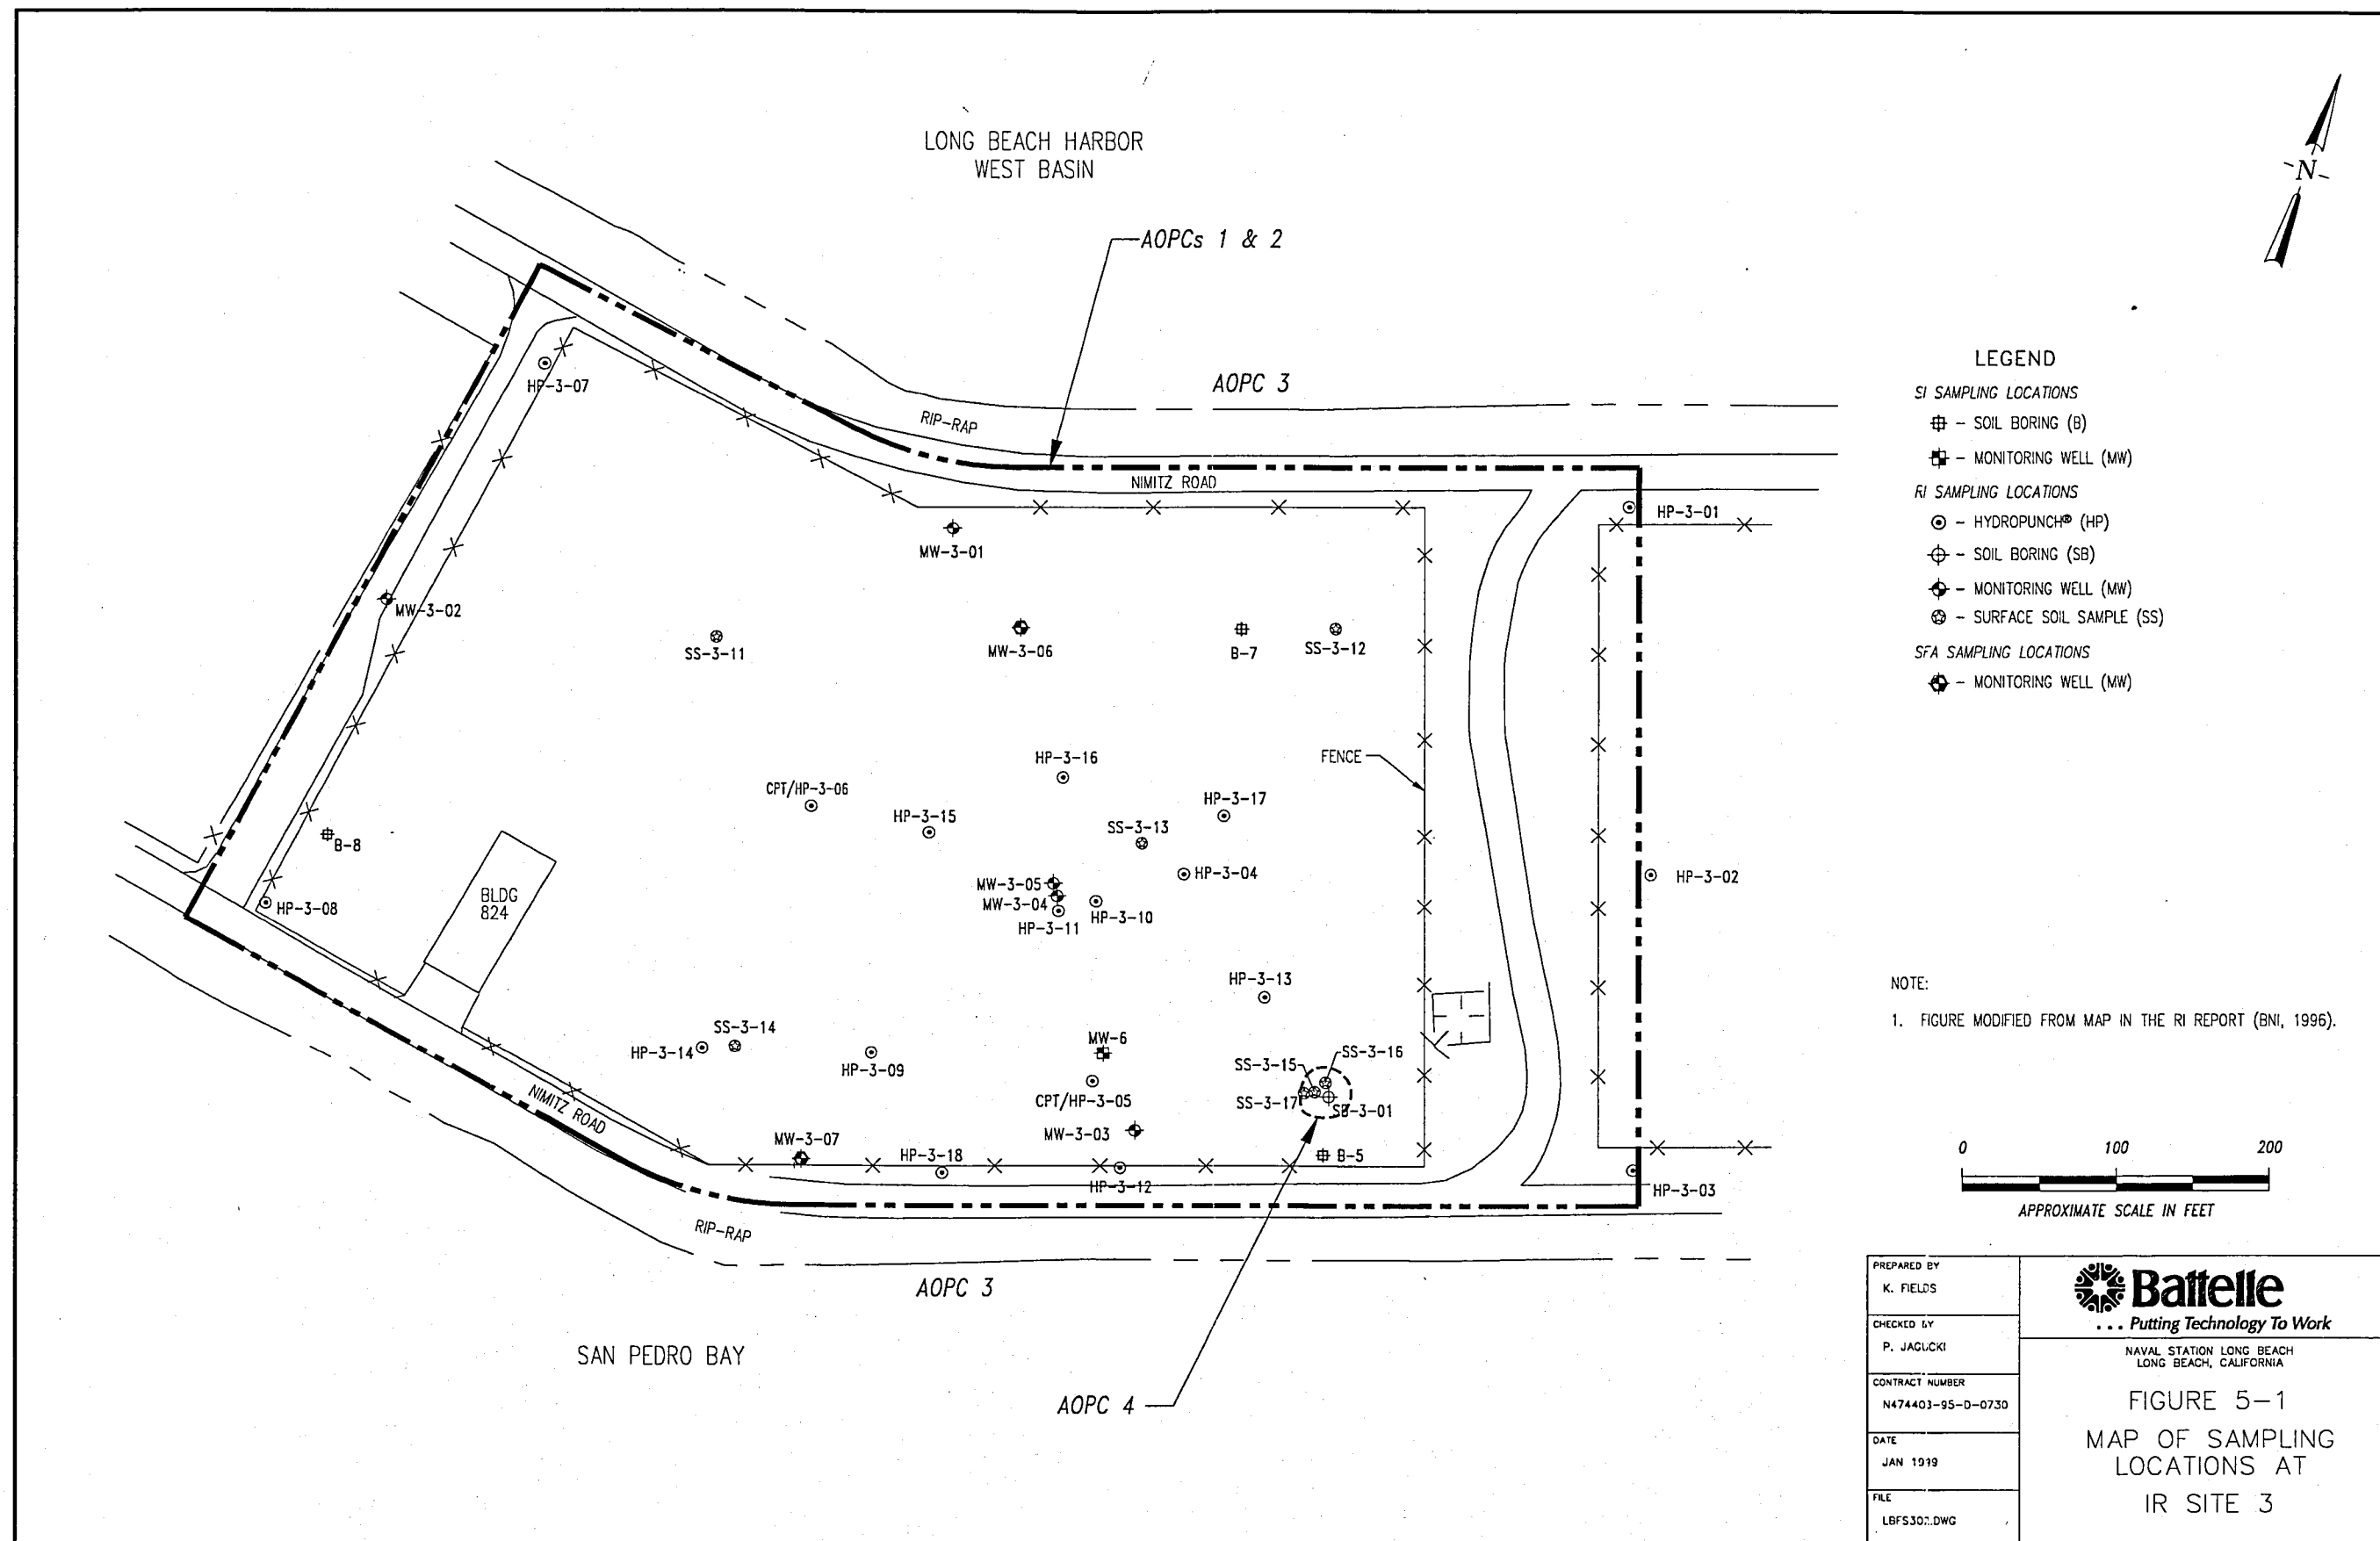 LONG BEACH HARBOR
WEST BASIN
N
AOPCs 1 & 2
AOPC 3
RIP-RAP
NIMITZ ROAD
HP-3-07
HP-3-01
MW-3-01
MW-3-02
SS-3-11
MW-3-06
B-7
SS-3-12
FENCE
HP-3-16
CPT/HP-3-06
HP-3-15
HP-3-17
SS-3-13
B-8
HP-3-04
HP-3-02
MW-3-05
MW-3-04
HP-3-11
HP-3-10
BLDG
824
HP-3-08
HP-3-13
SS-3-14
HP-3-14
HP-3-09
MW-6
CPT/HP-3-05
SS-3-16
SS-3-15
SS-3-17
SB-3-01
MW-3-03
NIMITZ ROAD
MW-3-07
HP-3-18
HP-3-12
B-5
HP-3-03
RIP-RAP
AOPC 3
SAN PEDRO BAY
AOPC 4
LEGEND
SI SAMPLING LOCATIONS
- SOIL BORING (B)
- MONITORING WELL (MW)
RI SAMPLING LOCATIONS
- HYDROPUNCH® (HP)
- SOIL BORING (SB)
- MONITORING WELL (MW)
- SURFACE SOIL SAMPLE (SS)
SFA SAMPLING LOCATIONS
- MONITORING WELL (MW)
NOTE:
1. FIGURE MODIFIED FROM MAP IN THE RI REPORT (BNI, 1996).
0 100 200
APPROXIMATE SCALE IN FEET
PREPARED BY
K. FIELDS
CHECKED BY
P. JAGUCKI
CONTRACT NUMBER
N474403-95-D-0730
DATE
JAN 1999
FILE
Battelle
... Putting Technology To Work
NAVAL STATION LONG BEACH
LONG BEACH, CALIFORNIA
FIGURE 5-1
MAP OF SAMPLING
LOCATIONS AT
IR SITE 3